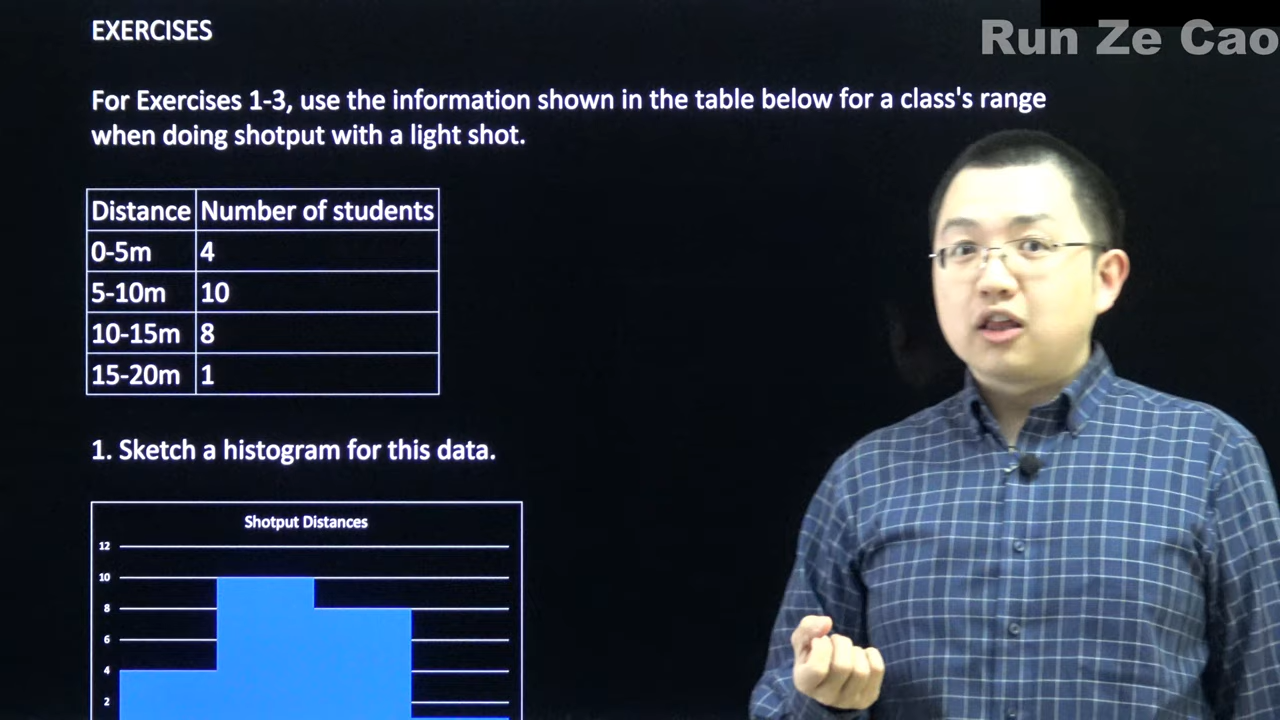 EXERCISES
Run Ze Cao
For Exercises 1-3, use the information shown in the table below for a class's range
when doing shotput with a light shot.
Distance Number of students
0-5m 4
5-10m 10
10-15m 8
15-20m 1
1. Sketch a histogram for this data.
Shotput Distances
12
10
8
6
4
2